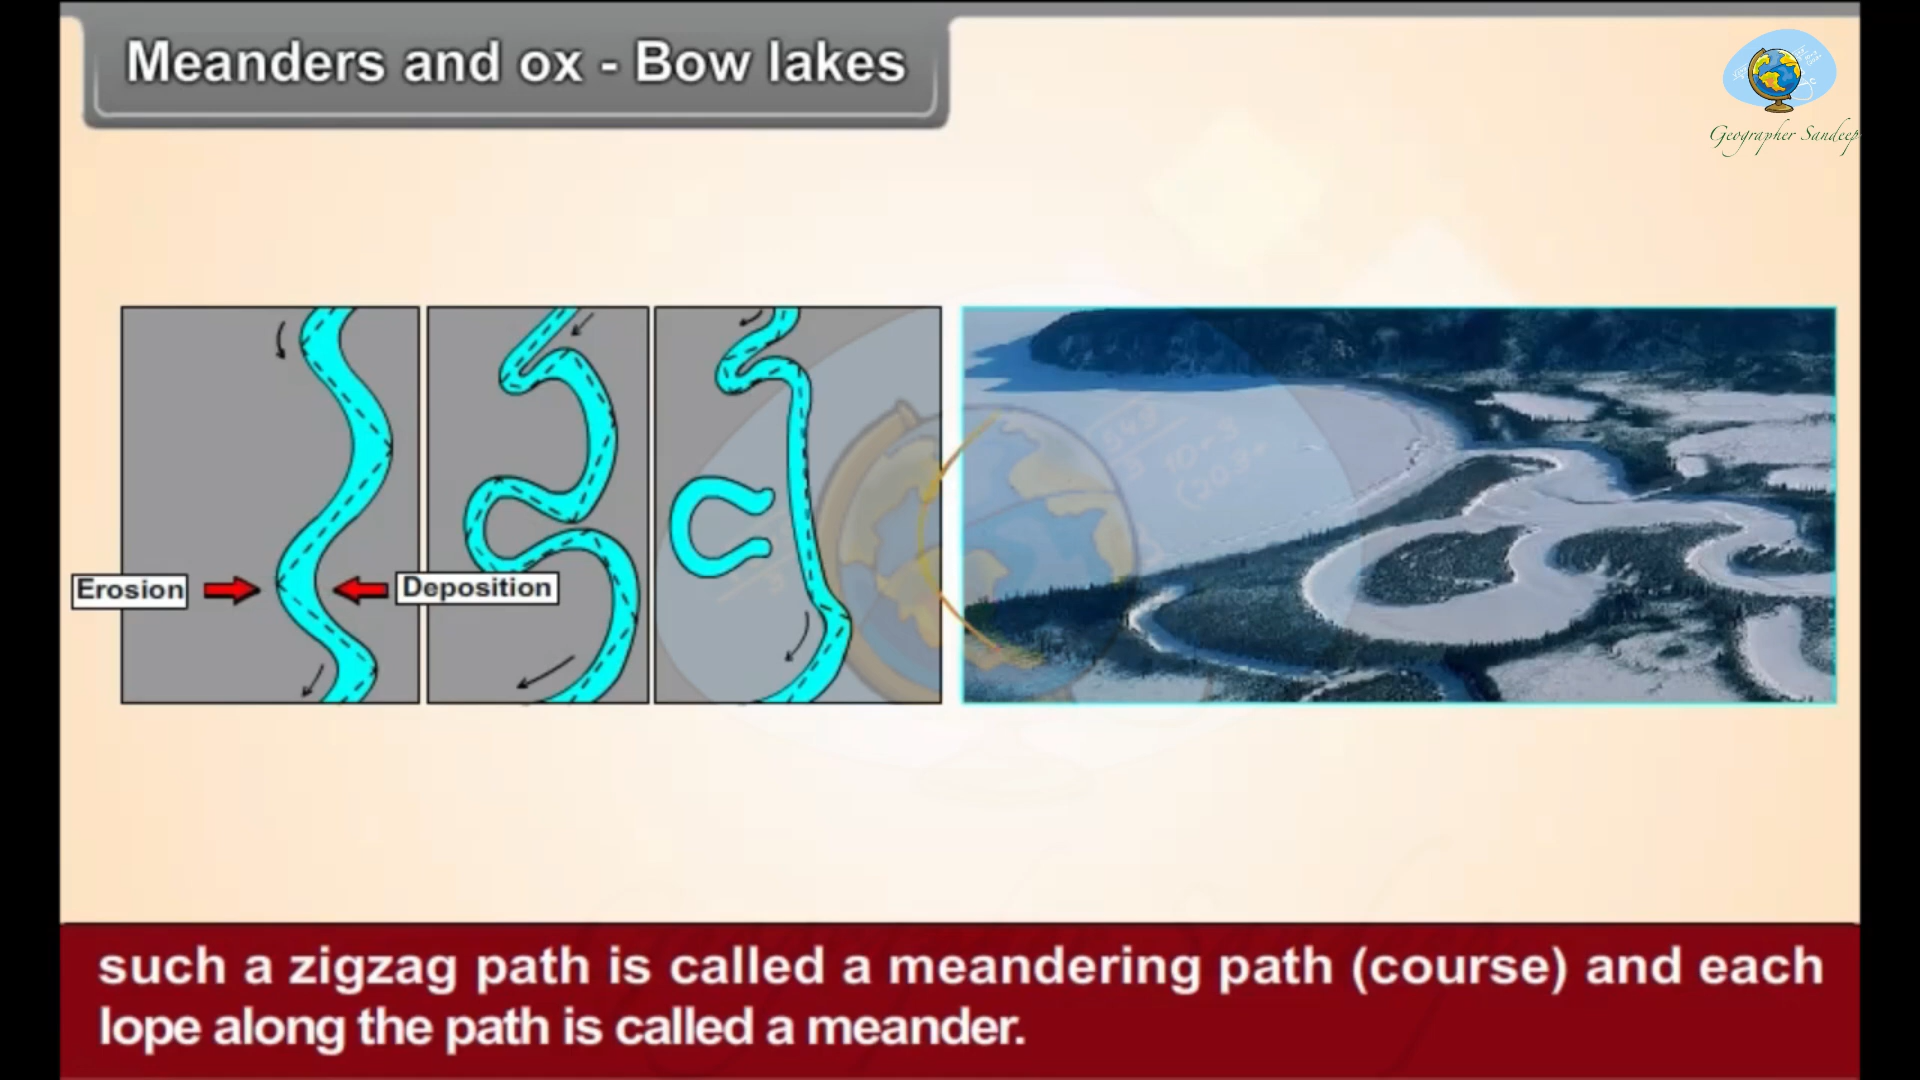 Meanders and ox - Bow lakes
Geographer Sandeep
Erosion
Deposition
such a zigzag path is called a meandering path (course) and each
lope along the path is called a meander.